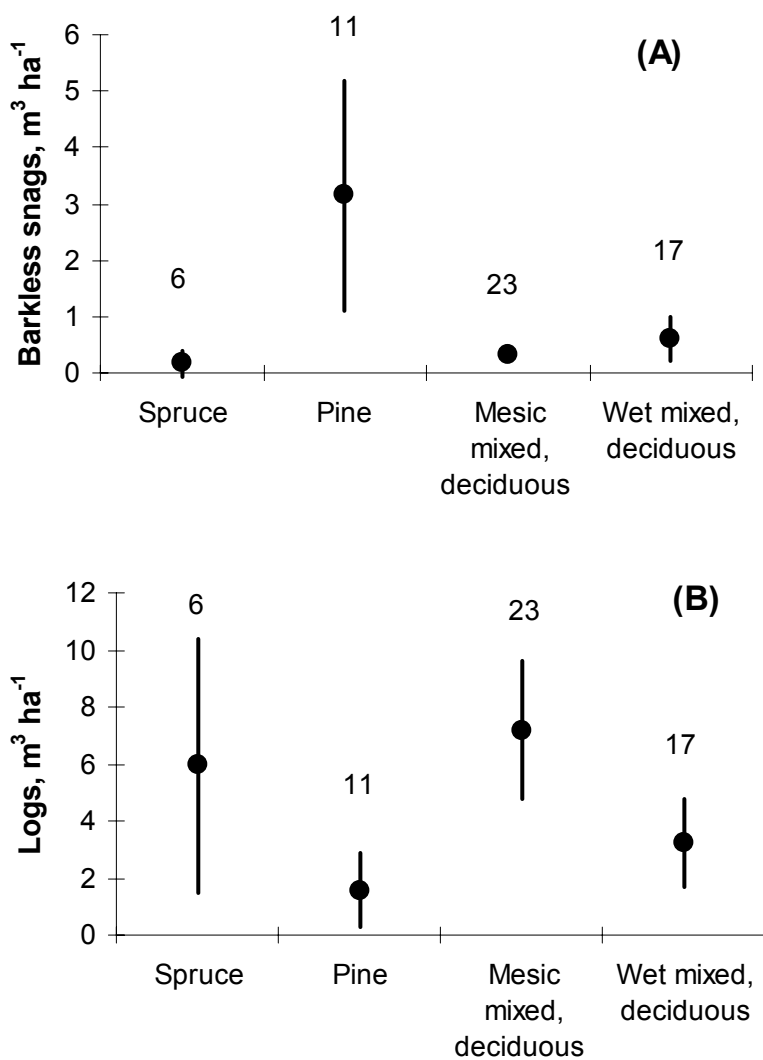 (A)
Barkless snags, m³ ha⁻¹
6
5
4
3
2
1
0
6
11
23
17
Spruce
Pine
Mesic
mixed,
deciduous
Wet mixed,
deciduous
(B)
Logs, m³ ha⁻¹
12
10
8
6
4
2
0
6
11
23
17
Spruce
Pine
Mesic
mixed,
deciduous
Wet mixed,
deciduous